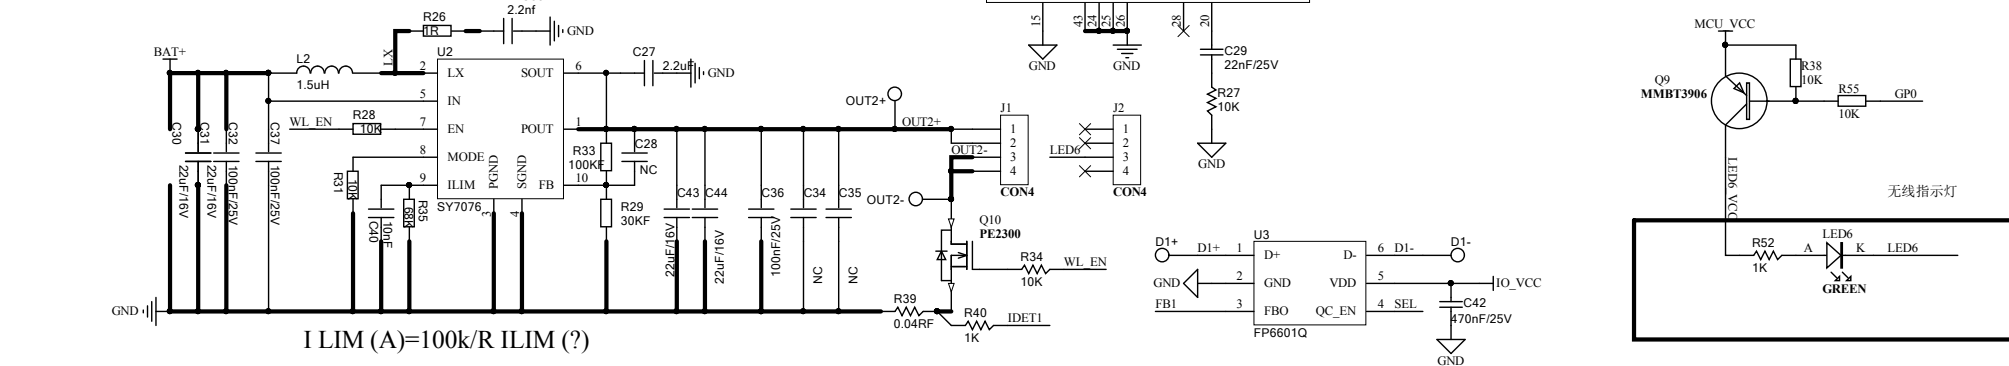 R26
1R
2.2nf
GND
BAT+
L2
1.5uH
LX
U2
2
LX
5
IN
7
EN
8
MODE
9
ILIM
SOUT
6
POUT
1
FB
10
PGND
3
SGND
4
SY7076
WL_EN
R28
10K
C30
22uF/16V
C31
22uF/16V
C32
100nF/25V
C37
100nF/25V
R31
10K
C40
10nF
R35
68K
GND
C27
2.2uF
GND
R33
100KF
C28
NC
R29
30KF
C43
22uF/16V
C44
22uF/16V
C36
100nF/25V
C34
NC
C35
NC
OUT2+
OUT2+
OUT2-
OUT2-
J1
1
2
3
4
CON4
J2
1
2
3
4
CON4
LED6
Q10
PE2300
R34
10K
WL_EN
R39
0.04RF
R40
1K
IDET1
I LIM (A)=100k/R ILIM (?)
15
43
24
25
26
28
20
GND
GND
C29
22nF/25V
R27
10K
GND
U3
D1+
D1+
1
D+
GND
2
GND
FB1
3
FBO
D-
6
D1-
D1-
VDD
5
IO_VCC
QC_EN
4
SEL
FP6601Q
C42
470nF/25V
GND
MCU_VCC
Q9
MMBT3906
R38
10K
R55
10K
GP0
LED6_VCC
无线指示灯
R52
1K
A
LED6
K
LED6
GREEN